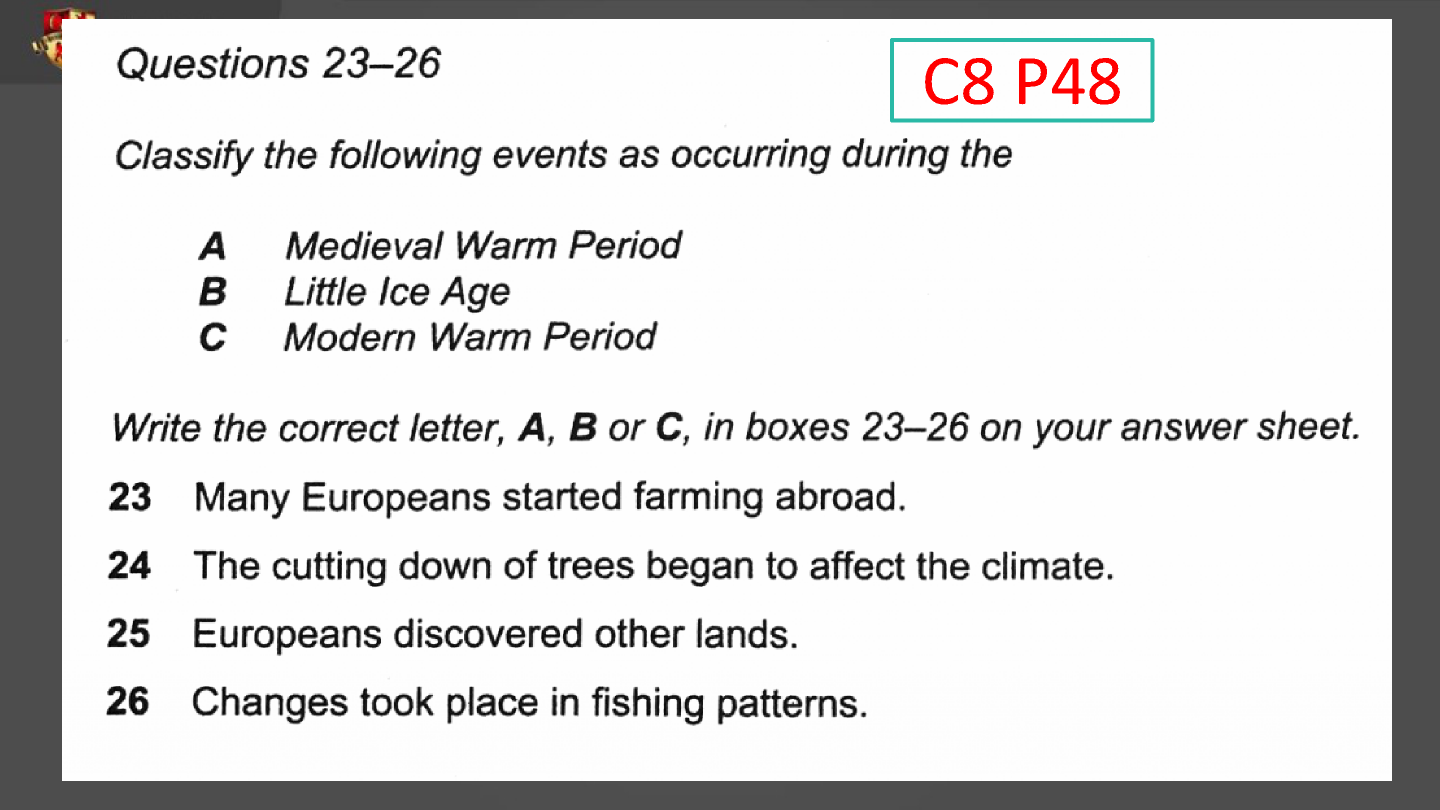 Questions 23–26
C8 P48
Classify the following events as occurring during the
A Medieval Warm Period
B Little Ice Age
C Modern Warm Period
Write the correct letter, A, B or C, in boxes 23–26 on your answer sheet.
23 Many Europeans started farming abroad.
24 The cutting down of trees began to affect the climate.
25 Europeans discovered other lands.
26 Changes took place in fishing patterns.